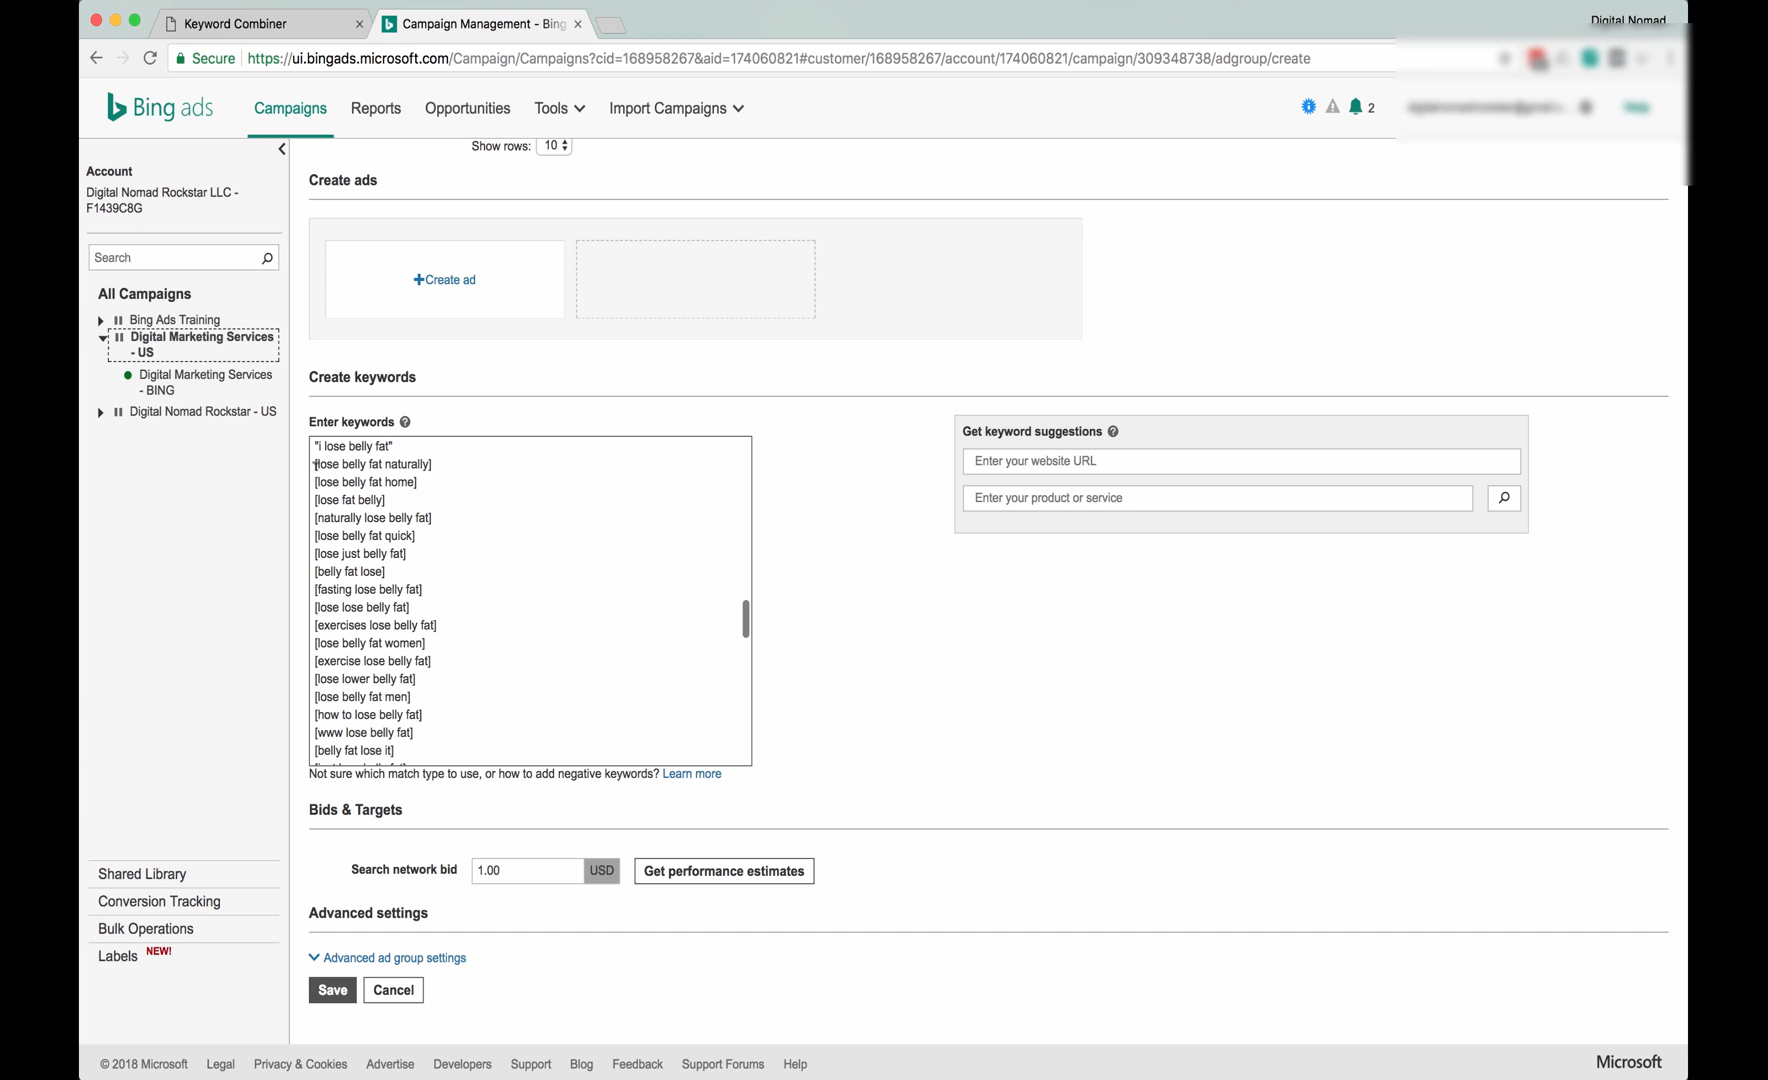 Keyword Combiner
Campaign Management - Bing
Digital Nomad
Secure
https://ui.bingads.microsoft.com/Campaign/Campaigns?cid=168958267&aid=174060821#customer/168958267/account/174060821/campaign/309348738/adgroup/create
Bing ads
Campaigns
Reports
Opportunities
Tools
Import Campaigns
2
Help
Account
Digital Nomad Rockstar LLC -
F1439C8G
Search
All Campaigns
Bing Ads Training
Digital Marketing Services
- US
Digital Marketing Services
- BING
Digital Nomad Rockstar - US
Shared Library
Conversion Tracking
Bulk Operations
Labels NEW!
Show rows: 10
Create ads
+Create ad
Create keywords
Enter keywords
"i lose belly fat"
[lose belly fat naturally]
[lose belly fat home]
[lose fat belly]
[naturally lose belly fat]
[lose belly fat quick]
[lose just belly fat]
[belly fat lose]
[fasting lose belly fat]
[lose lose belly fat]
[exercises lose belly fat]
[lose belly fat women]
[exercise lose belly fat]
[lose lower belly fat]
[lose belly fat men]
[how to lose belly fat]
[www lose belly fat]
[belly fat lose it]
Get keyword suggestions
Enter your website URL
Enter your product or service
Not sure which match type to use, or how to add negative keywords? Learn more
Bids & Targets
Search network bid 1.00 USD Get performance estimates
Advanced settings
Advanced ad group settings
Save Cancel
© 2018 Microsoft Legal Privacy & Cookies Advertise Developers Support Blog Feedback Support Forums Help
Microsoft